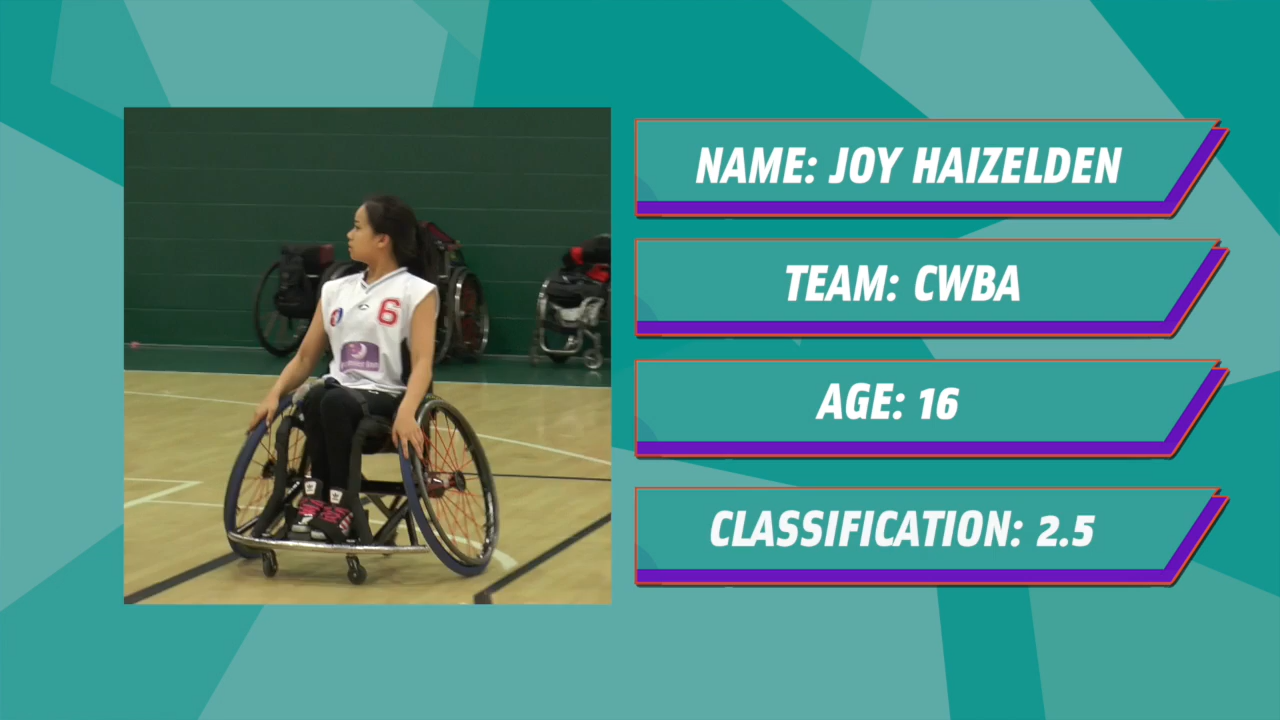 NAME: JOY HAIZELDEN
TEAM: CWBA
AGE: 16
CLASSIFICATION: 2.5
6